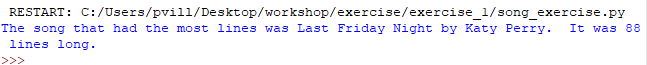 RESTART: C:/Users/pvill/Desktop/workshop/exercise/exercise_1/song_exercise.py
The song that had the most lines was Last Friday Night by Katy Perry.  It was 88
lines long.
>>>